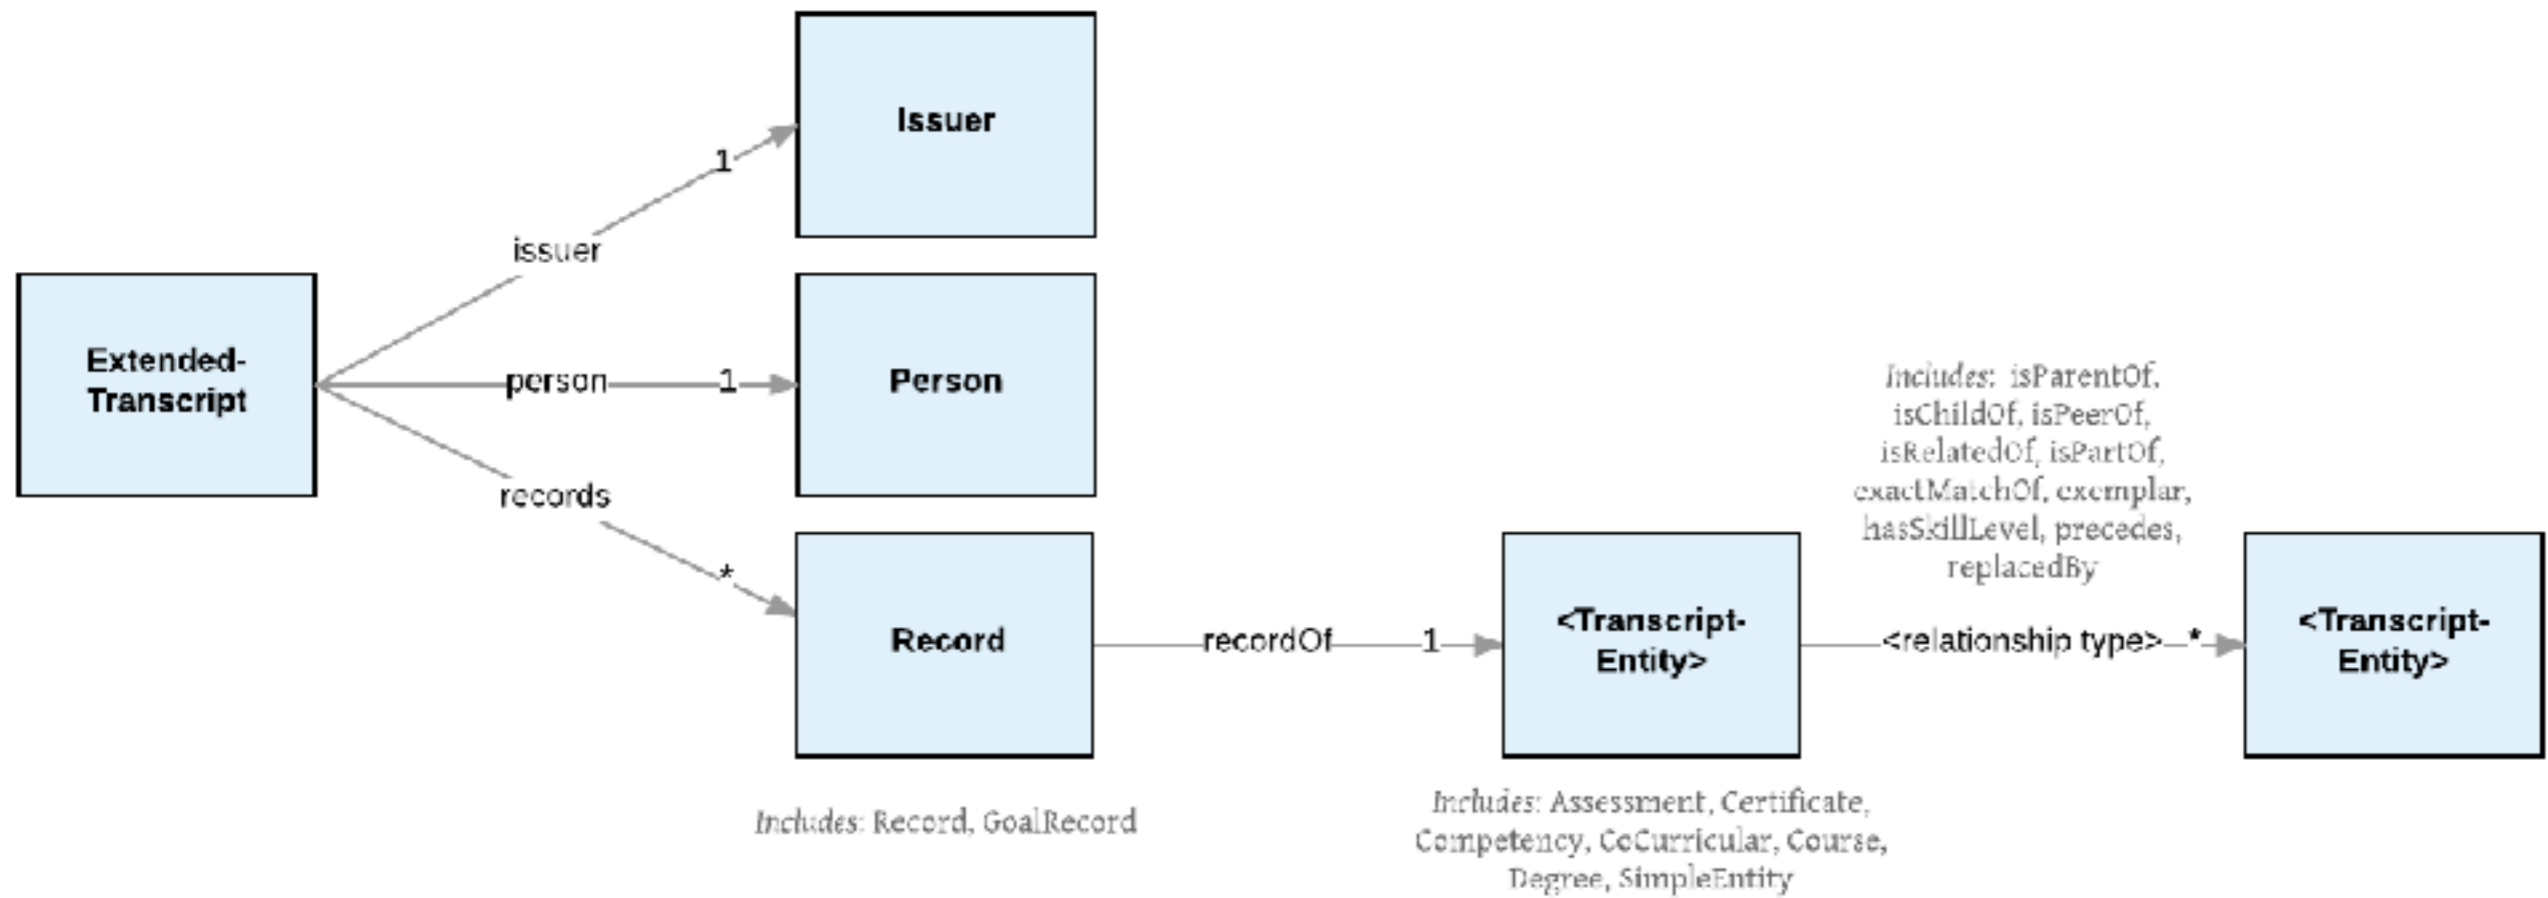 Issuer
1
issuer
Extended-
Transcript
person
1
Person
records
*
Record
Includes: Record, GoalRecord
recordOf
1
<Transcript-
Entity>
Includes: Assessment, Certificate,
Competency, CoCurricular, Course,
Degree, SimpleEntity
Includes: isParentOf,
isChildOf, isPeerOf,
isRelatedOf, isPartOf,
exactMatchOf, exemplar,
hasSkillLevel, precedes,
replacedBy
<relationship type>
*
<Transcript-
Entity>